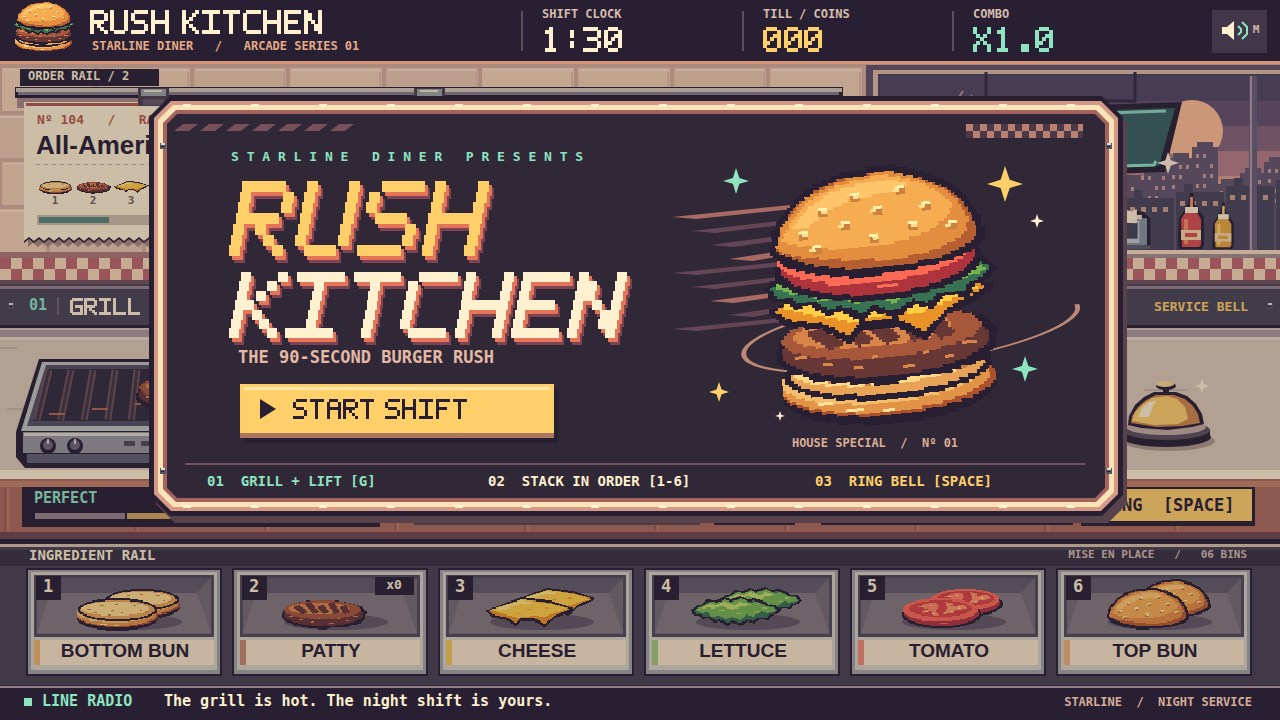 RUSH KITCHEN
STARLINE DINER / ARCADE SERIES 01
SHIFT CLOCK
1:30
TILL / COINS
000
COMBO
X1.0
M
ORDER RAIL / 2
Nº 104 /
All-Ameri
1 2 3
STARLINE DINER PRESENTS
RUSH
KITCHEN
THE 90-SECOND BURGER RUSH
START SHIFT
HOUSE SPECIAL / Nº 01
01 GRILL + LIFT [G]
02 STACK IN ORDER [1-6]
03 RING BELL [SPACE]
- 01 GRILL
SERVICE BELL -
PERFECT
NG [SPACE]
INGREDIENT RAIL
MISE EN PLACE / 06 BINS
1
BOTTOM BUN
2
x0
PATTY
3
CHEESE
4
LETTUCE
5
TOMATO
6
TOP BUN
LINE RADIO
The grill is hot. The night shift is yours.
STARLINE / NIGHT SERVICE